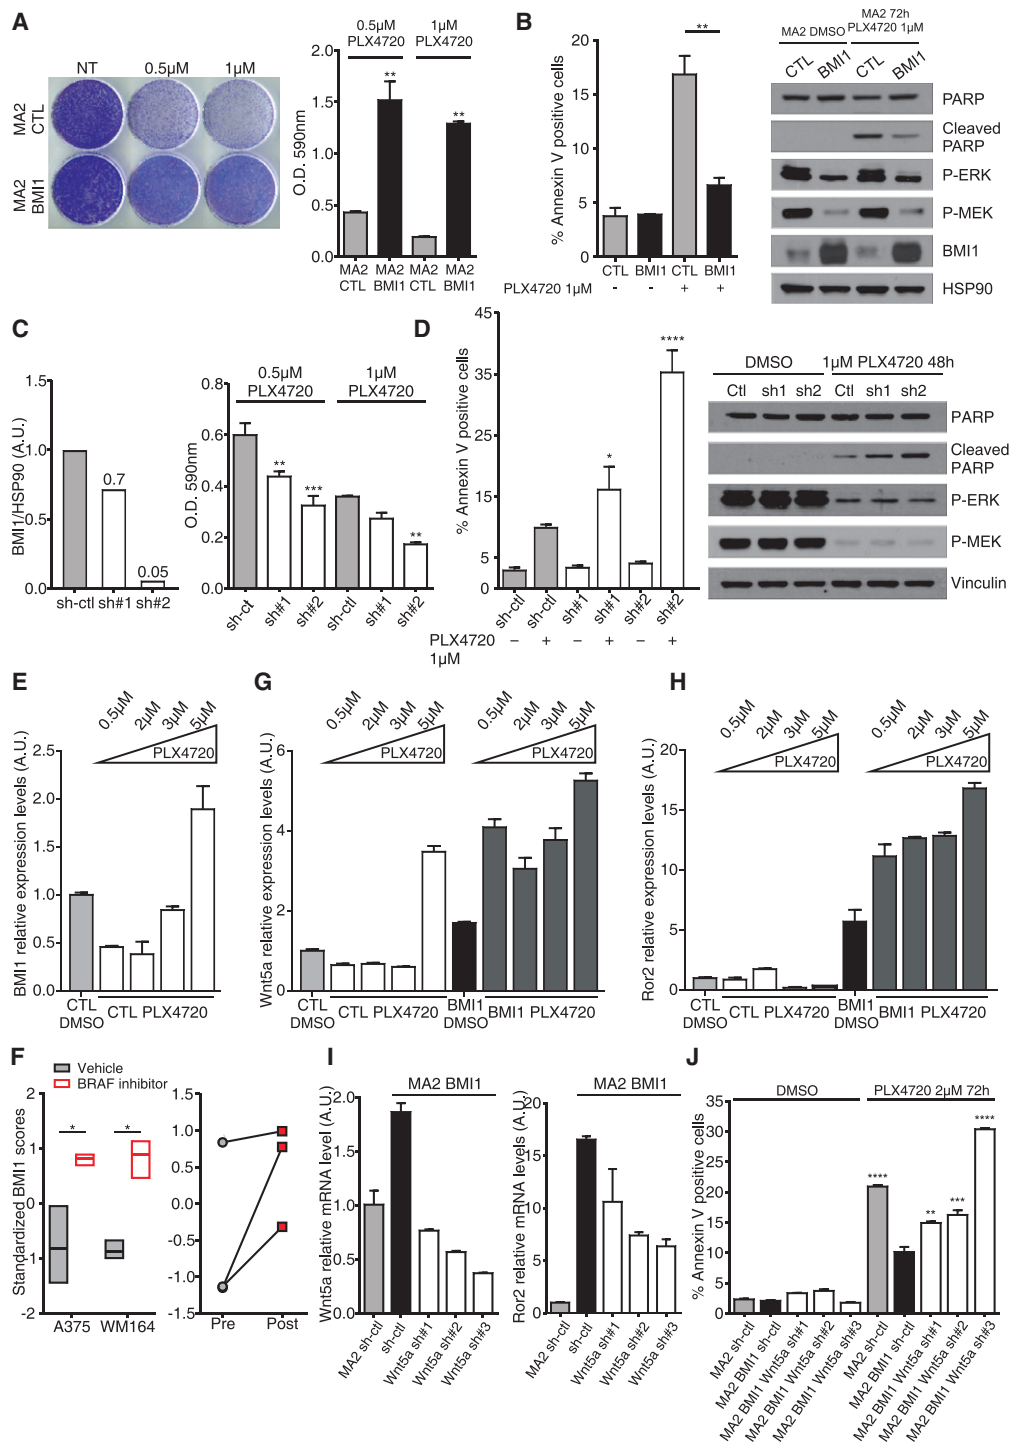 A
NT 0.5µM 1µM
MA2 CTL
MA2 BMI1
0.5µM 1µM
PLX4720 PLX4720
O.D. 590nm
2.0
1.5
1.0
0.5
0.0
** **
MA2 MA2 MA2 MA2
CTL BMI1 CTL BMI1
B
% Annexin V positive cells
20
15
10
5
0
**
CTL BMI1 CTL BMI1
PLX4720 1µM - - + +
MA2 DMSO
MA2 72h
PLX4720 1µM
CTL BMI1 CTL BMI1
PARP
Cleaved
PARP
P-ERK
P-MEK
BMI1
HSP90
C
BMI1/HSP90 (A.U.)
1.5
1.0
0.5
0.0
0.7
0.05
sh-ctl sh#1 sh#2
0.5µM 1µM
PLX4720 PLX4720
O.D. 590nm
0.8
0.6
0.4
0.2
0.0
** *** **
sh-ct sh#1 sh#2 sh-ctl sh#1 sh#2
D
% Annexin V positive cells
45
35
25
15
5
0
* ****
sh-ctl sh-ctl sh#1 sh#1 sh#2 sh#2
PLX4720 – + – + – +
1µM
DMSO 1µM PLX4720 48h
Ctl sh1 sh2 Ctl sh1 sh2
PARP
Cleaved
PARP
P-ERK
P-MEK
Vinculin
E
0.5µM 2µM 3µM 5µM
PLX4720
BMI1 relative expression levels (A.U.)
2.5
2.0
1.5
1.0
0.5
0.0
CTL
DMSO
CTL PLX4720
G
0.5µM 2µM 3µM 5µM 0.5µM 2µM 3µM 5µM
PLX4720 PLX4720
Wnt5a relative expression levels (A.U.)
6
4
2
0
CTL
DMSO
CTL PLX4720
BMI1
DMSO
BMI1 PLX4720
H
0.5µM 2µM 3µM 5µM 0.5µM 2µM 3µM 5µM
PLX4720 PLX4720
Ror2 relative expression levels (A.U.)
20
15
10
5
0
CTL
DMSO
CTL PLX4720
BMI1
DMSO
BMI1 PLX4720
F
Vehicle
BRAF inhibitor
Standardized BMI1 scores
2
1
0
-1
-2
* *
A375 WM164
1.5
1.0
0.5
0.0
-0.5
-1.0
-1.5
Pre Post
I
MA2 BMI1
Wnt5a relative mRNA level (A.U.)
2.0
1.5
1.0
0.5
0.0
MA2 sh-ctl
sh-ctl
Wnt5a sh#1
Wnt5a sh#2
Wnt5a sh#3
MA2 BMI1
Ror2 relative mRNA levels (A.U.)
20
15
10
5
0
MA2 sh-ctl
sh-ctl
Wnt5a sh#1
Wnt5a sh#2
Wnt5a sh#3
J
DMSO PLX4720 2µM 72h
% Annexin V positive cells
35
30
25
20
15
10
5
0
**** ** *** ****
MA2 sh-ctl
MA2 BMI1 sh-ctl
MA2 BMI1 Wnt5a sh#1
MA2 BMI1 Wnt5a sh#2
MA2 BMI1 Wnt5a sh#3
MA2 sh-ctl
MA2 BMI1 sh-ctl
MA2 BMI1 Wnt5a sh#1
MA2 BMI1 Wnt5a sh#2
MA2 BMI1 Wnt5a sh#3